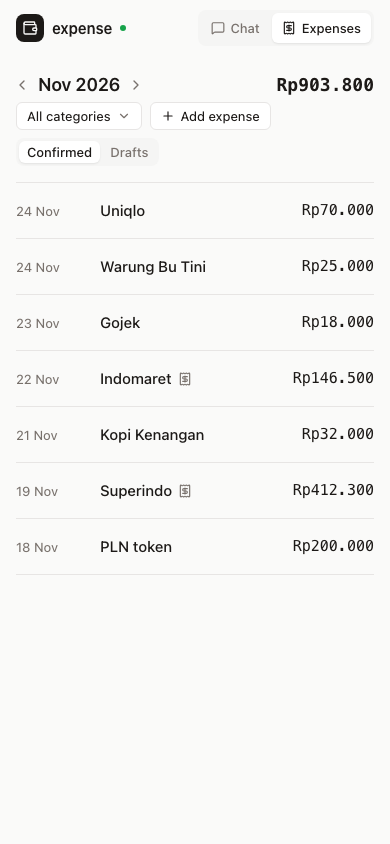 expense
Chat
Expenses
Nov 2026
Rp903.800
All categories
Add expense
Confirmed
Drafts
24 Nov Uniqlo Rp70.000
24 Nov Warung Bu Tini Rp25.000
23 Nov Gojek Rp18.000
22 Nov Indomaret Rp146.500
21 Nov Kopi Kenangan Rp32.000
19 Nov Superindo Rp412.300
18 Nov PLN token Rp200.000